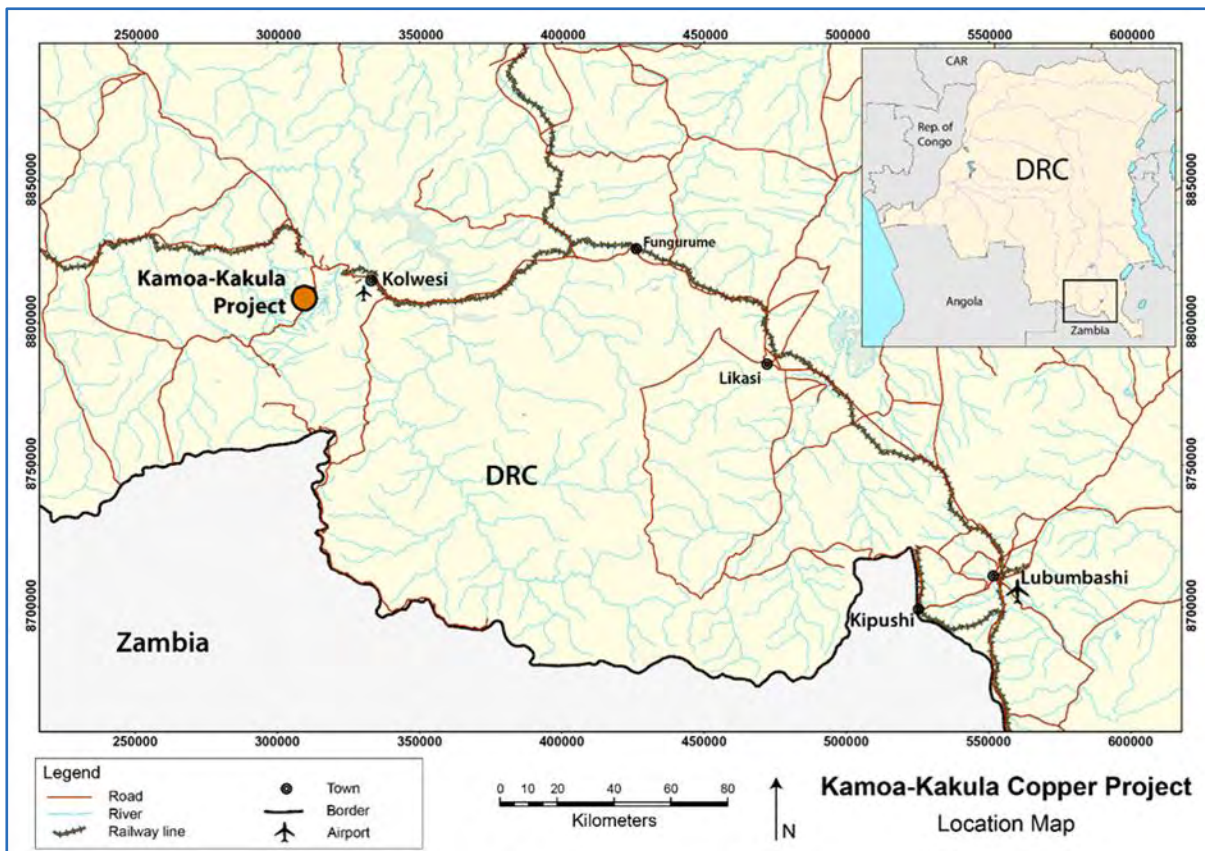 250000 300000 350000 400000 450000 500000 550000 600000
CAR
Rep. of
Congo
DRC
Angola
Zambia
8850000
8850000
8800000
8800000
8750000
8750000
8700000
8700000
Fungurume
Kamoa-Kakula
Project
Kolwesi
Likasi
DRC
Lubumbashi
Kipushi
Zambia
250000 300000 350000 400000 450000 500000 550000 600000
Legend
Road
River
Railway line
Town
Border
Airport
0 10 20 40 60 80
Kilometers
N
Kamoa-Kakula Copper Project
Location Map